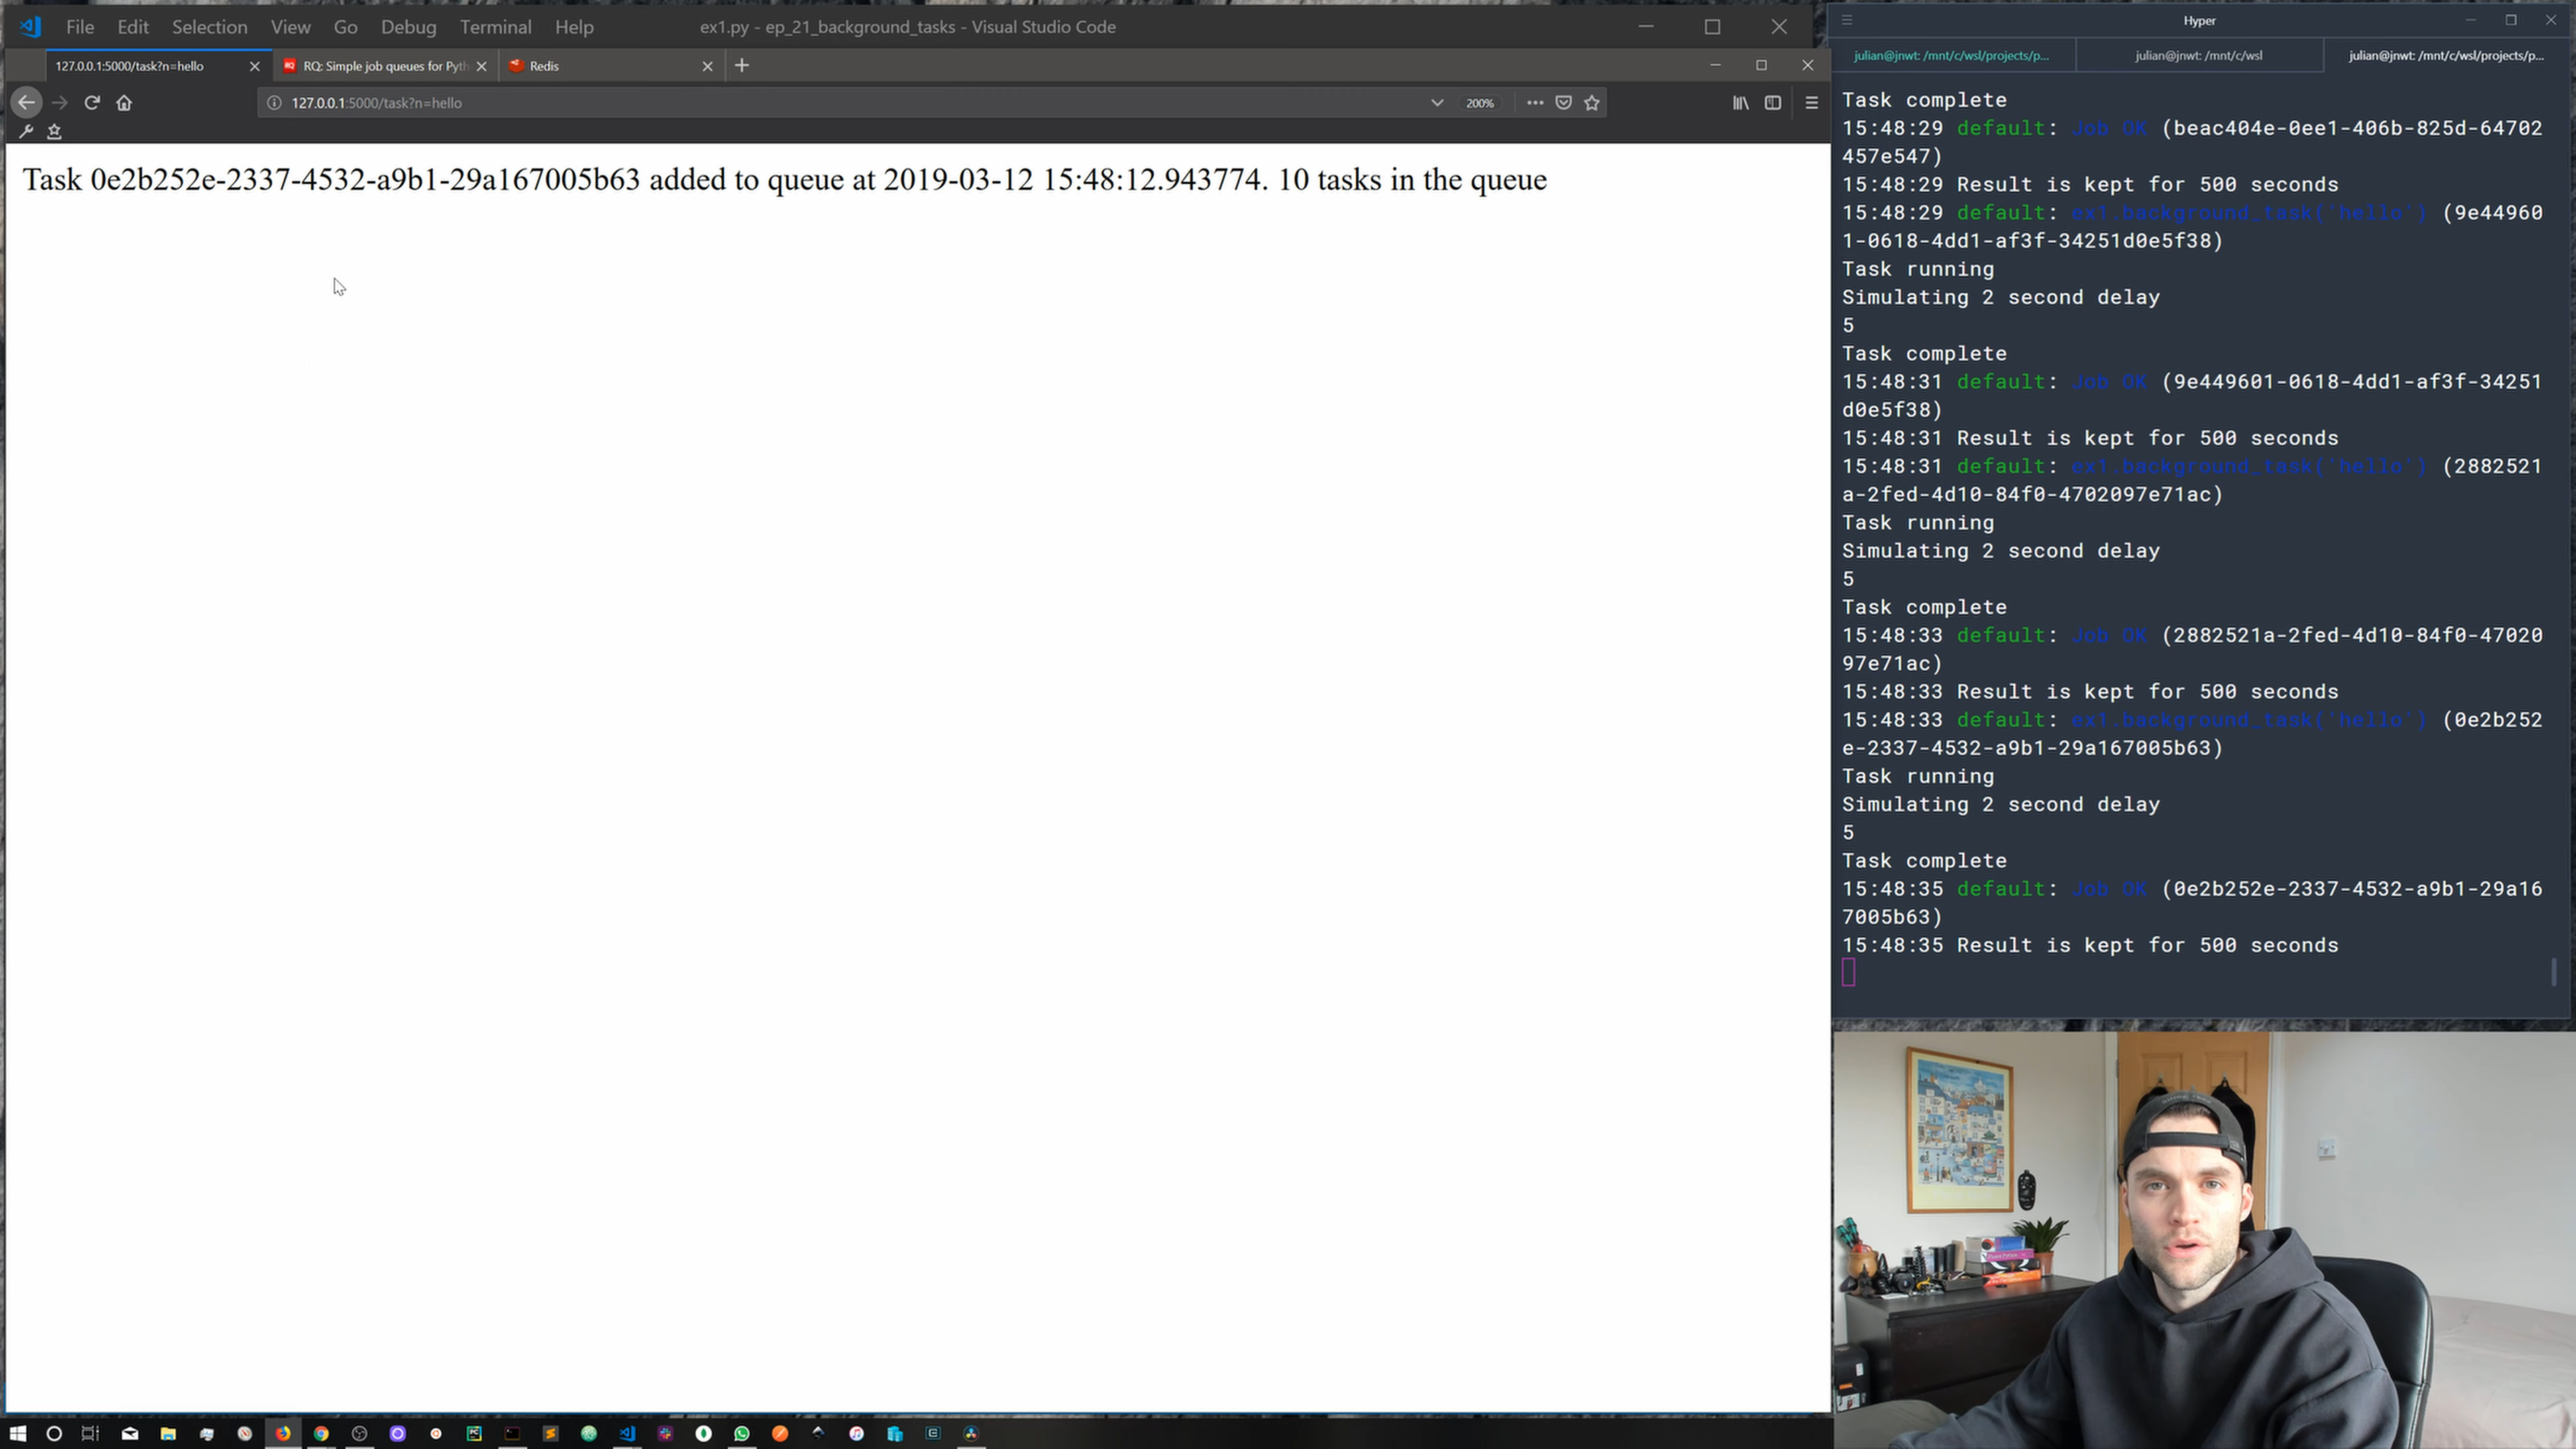 File Edit Selection View Go Debug Terminal Help
ex1.py - ep_21_background_tasks - Visual Studio Code
127.0.0.1:5000/task?n=hello
RQ: Simple job queues for Pyth
Redis
127.0.0.1:5000/task?n=hello
200%
Task 0e2b252e-2337-4532-a9b1-29a167005b63 added to queue at 2019-03-12 15:48:12.943774. 10 tasks in the queue
Hyper
julian@jnwt: /mnt/c/wsl/projects/p...
julian@jnwt: /mnt/c/wsl
julian@jnwt: /mnt/c/wsl/projects/p...
Task complete
15:48:29 default: Job OK (beac404e-0ee1-406b-825d-64702
457e547)
15:48:29 Result is kept for 500 seconds
15:48:29 default: ex1.background_task('hello') (9e44960
1-0618-4dd1-af3f-34251d0e5f38)
Task running
Simulating 2 second delay
5
Task complete
15:48:31 default: Job OK (9e449601-0618-4dd1-af3f-34251
d0e5f38)
15:48:31 Result is kept for 500 seconds
15:48:31 default: ex1.background_task('hello') (2882521
a-2fed-4d10-84f0-4702097e71ac)
Task running
Simulating 2 second delay
5
Task complete
15:48:33 default: Job OK (2882521a-2fed-4d10-84f0-47020
97e71ac)
15:48:33 Result is kept for 500 seconds
15:48:33 default: ex1.background_task('hello') (0e2b252
e-2337-4532-a9b1-29a167005b63)
Task running
Simulating 2 second delay
5
Task complete
15:48:35 default: Job OK (0e2b252e-2337-4532-a9b1-29a16
7005b63)
15:48:35 Result is kept for 500 seconds